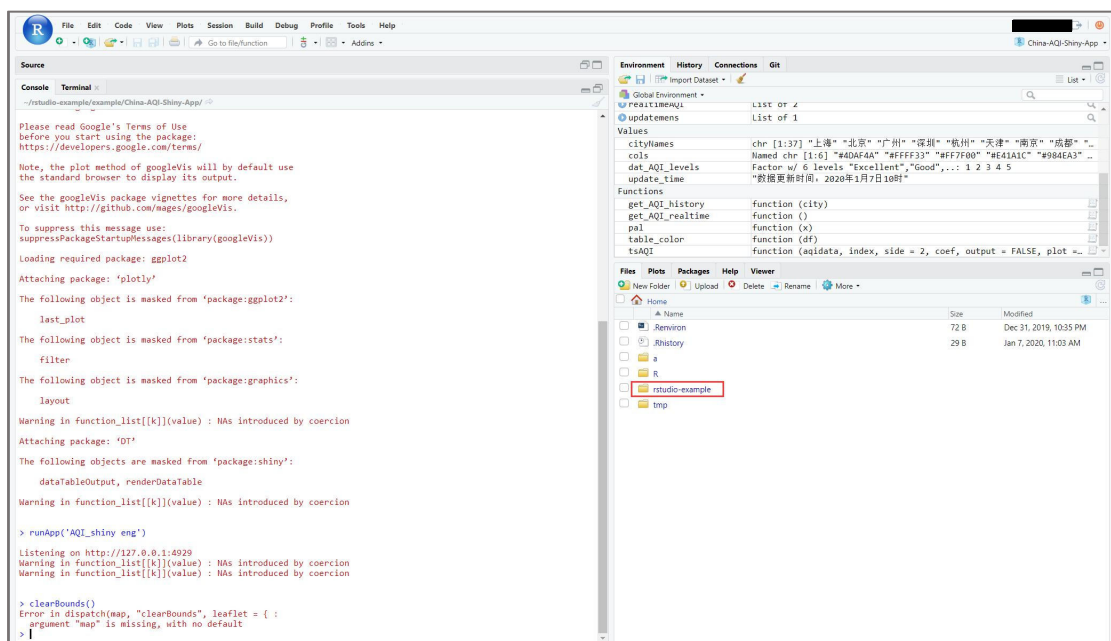 R
File Edit Code View Plots Session Build Debug Profile Tools Help
Go to file/function Addins
China-AQI-Shiny-App
Source
Console Terminal
~/rstudio-example/example/China-AQI-Shiny-App/
Please read Google's Terms of Use
before you start using the package:
https://developers.google.com/terms/
Note, the plot method of googleVis will by default use
the standard browser to display its output.
See the googleVis package vignettes for more details,
or visit http://github.com/mages/googleVis.
To suppress this message use:
suppressPackageStartupMessages(library(googleVis))
Loading required package: ggplot2
Attaching package: ‘plotly’
The following object is masked from ‘package:ggplot2’:
last_plot
The following object is masked from ‘package:stats’:
filter
The following object is masked from ‘package:graphics’:
layout
Warning in function_list[[k]](value) : NAs introduced by coercion
Attaching package: ‘DT’
The following objects are masked from ‘package:shiny’:
dataTableOutput, renderDataTable
Warning in function_list[[k]](value) : NAs introduced by coercion
> runApp('AQI_shiny eng')
Listening on http://127.0.0.1:4929
Warning in function_list[[k]](value) : NAs introduced by coercion
Warning in function_list[[k]](value) : NAs introduced by coercion
> clearBounds()
Error in dispatch(map, "clearBounds", leaflet = { :
argument "map" is missing, with no default
>
Environment History Connections Git
Import Dataset List
Global Environment
realtimeAQI List of 2
updatemens List of 1
Values
cityNames chr [1:37] "上海" "北京" "广州" "深圳" "杭州" "天津" "南京" "成都" "…
cols Named chr [1:6] "#4DAF4A" "#FFFF33" "#FF7F00" "#E41A1C" "#984EA3" …
dat_AQI_levels Factor w/ 6 levels "Excellent","Good",..: 1 2 3 4 5
update_time "数据更新时间，2020年1月7日10时"
Functions
get_AQI_history function (city)
get_AQI_realtime function ()
pal function (x)
table_color function (df)
tsAQI function (aqidata, index, side = 2, coef, output = FALSE, plot =…
Files Plots Packages Help Viewer
New Folder Upload Delete Rename More
Home
Name Size Modified
.Renviron 72 B Dec 31, 2019, 10:35 PM
.Rhistory 29 B Jan 7, 2020, 11:03 AM
a
R
rstudio-example
tmp